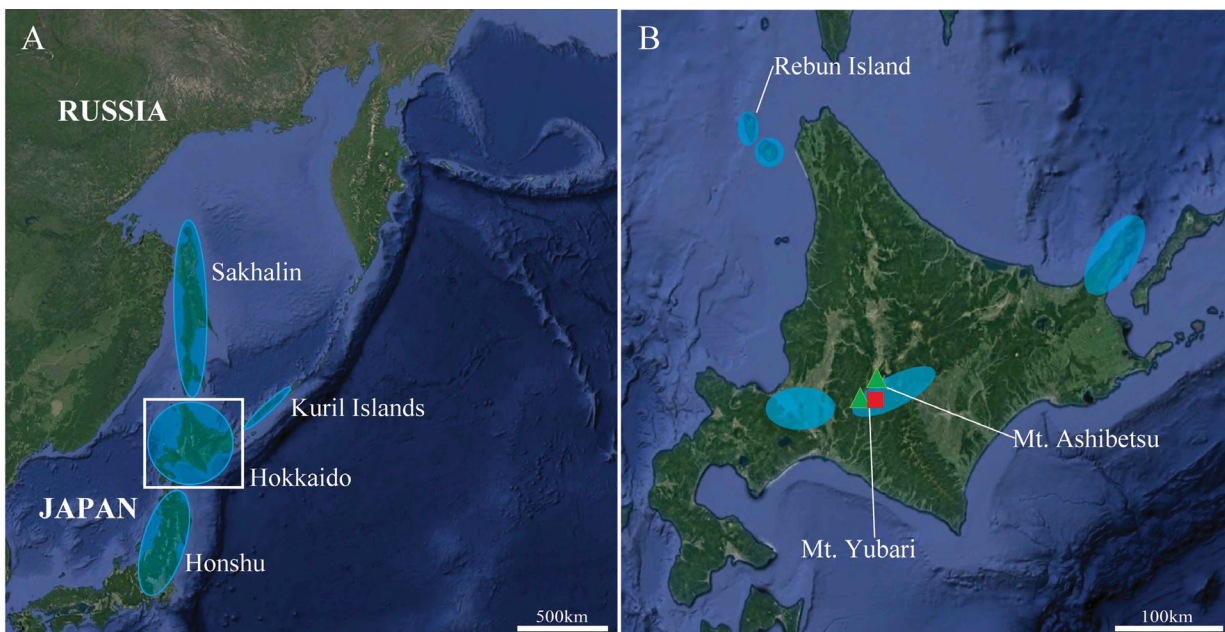 A
RUSSIA
Sakhalin
Kuril Islands
Hokkaido
JAPAN
Honshu
500km
B
Rebun Island
Mt. Ashibetsu
Mt. Yubari
100km